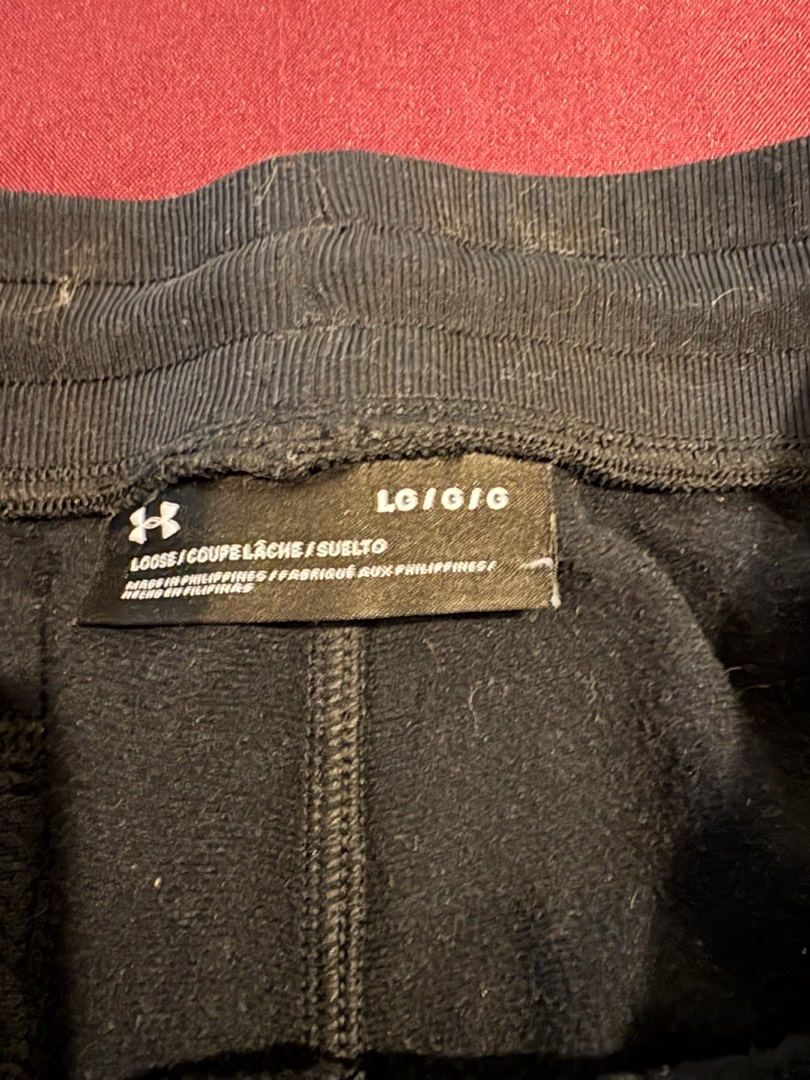 LG/G/G
LOOSE/COUPE LÂCHE/SUELTO
MADE IN PHILIPPINES/FABRIQUÉ AUX PHILIPPINES/
HECHO EN FILIPINAS